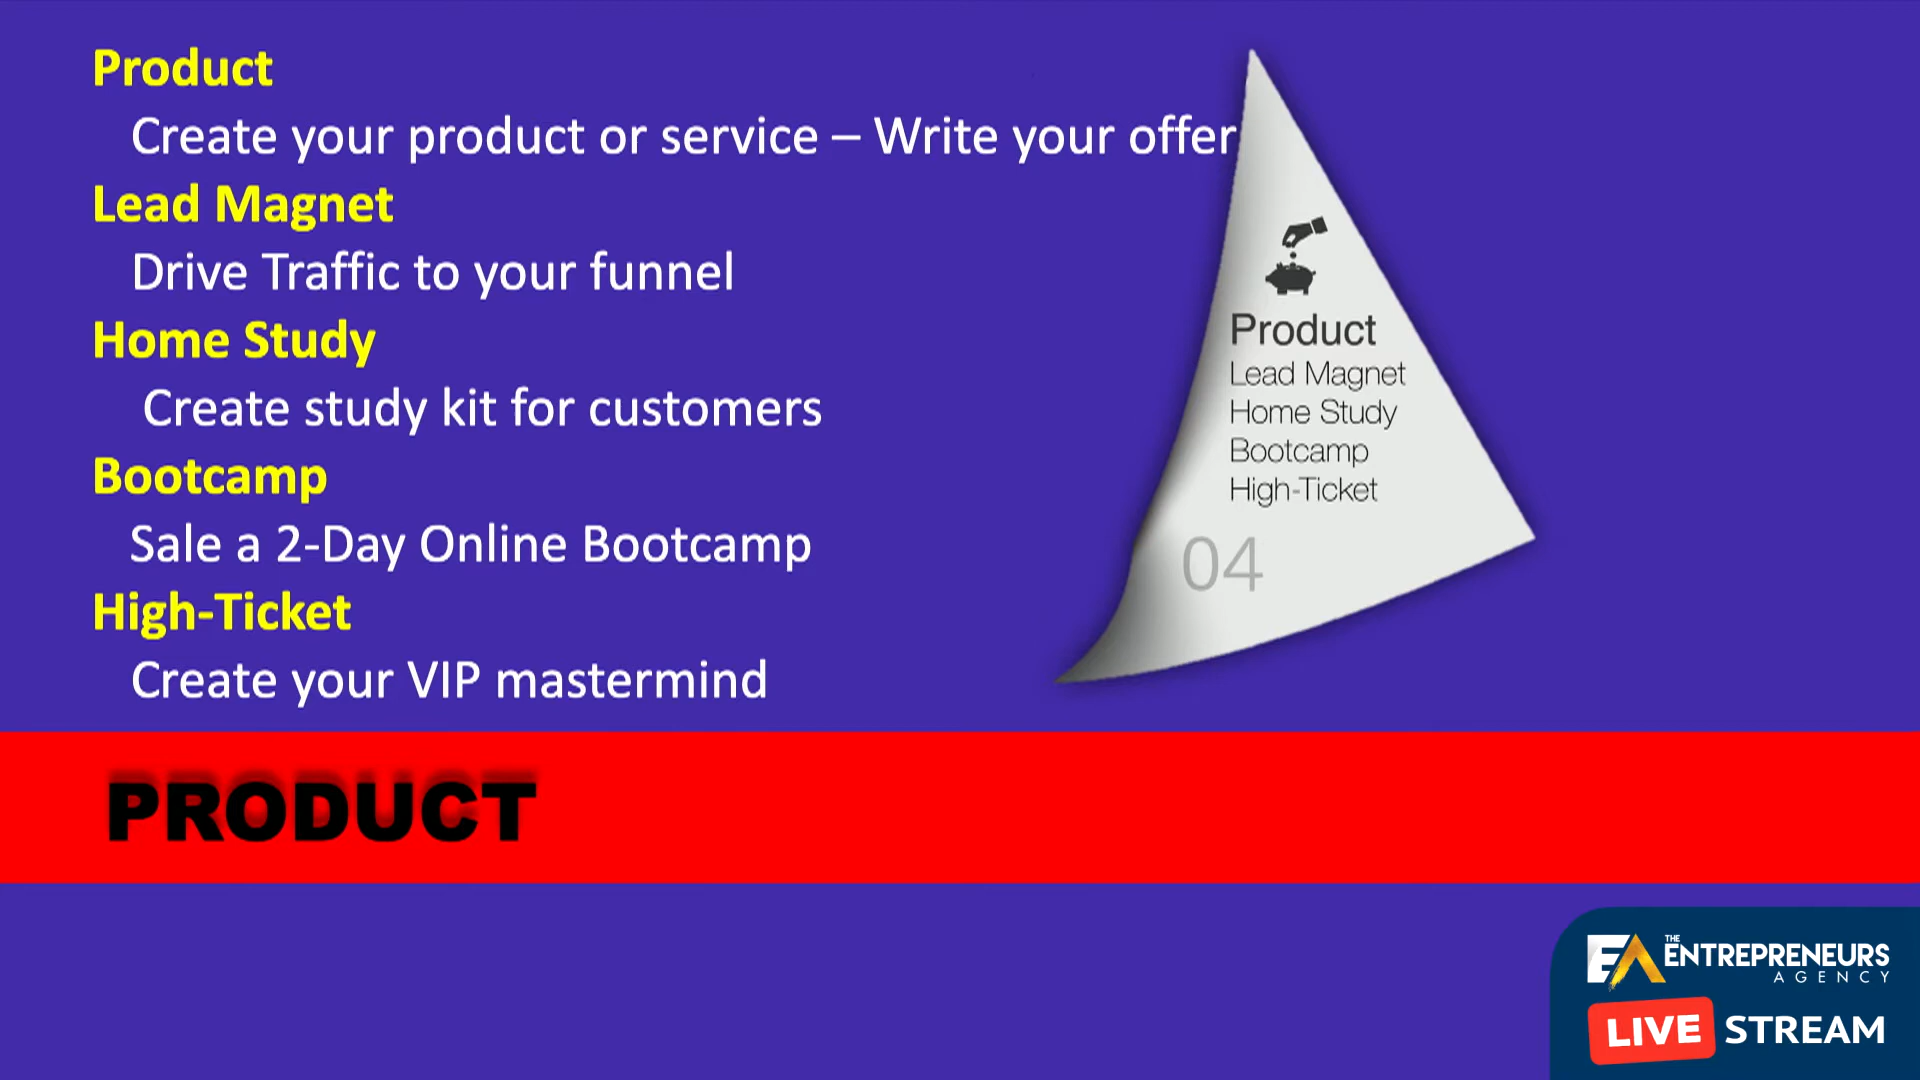 Product
Create your product or service – Write your offer
Lead Magnet
Drive Traffic to your funnel
Home Study
Create study kit for customers
Bootcamp
Sale a 2-Day Online Bootcamp
High-Ticket
Create your VIP mastermind
Product
Lead Magnet
Home Study
Bootcamp
High-Ticket
04
PRODUCT
EA THE ENTREPRENEURS
AGENCY
LIVE STREAM